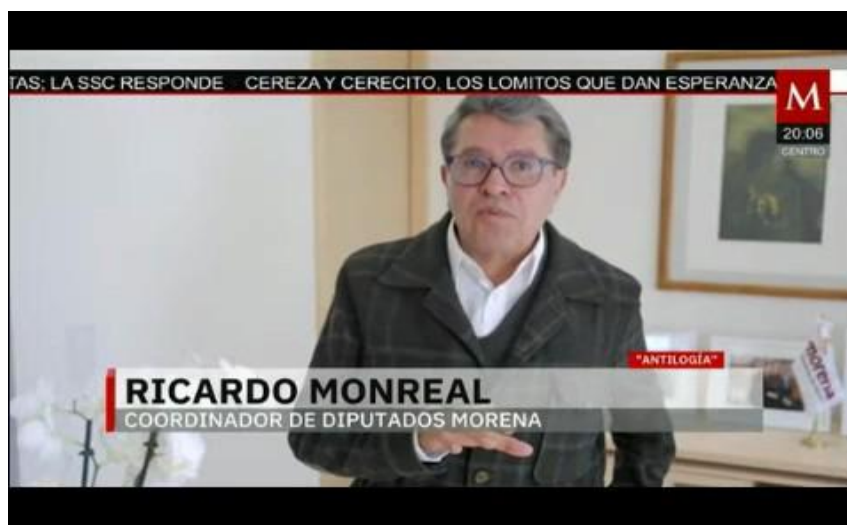 TAS; LA SSC RESPONDE CEREZA Y CERECITO, LOS LOMITOS QUE DAN ESPERANZA
M
20:06
CENTRO
"ANTILOGÍA"
RICARDO MONREAL
COORDINADOR DE DIPUTADOS MORENA
morena